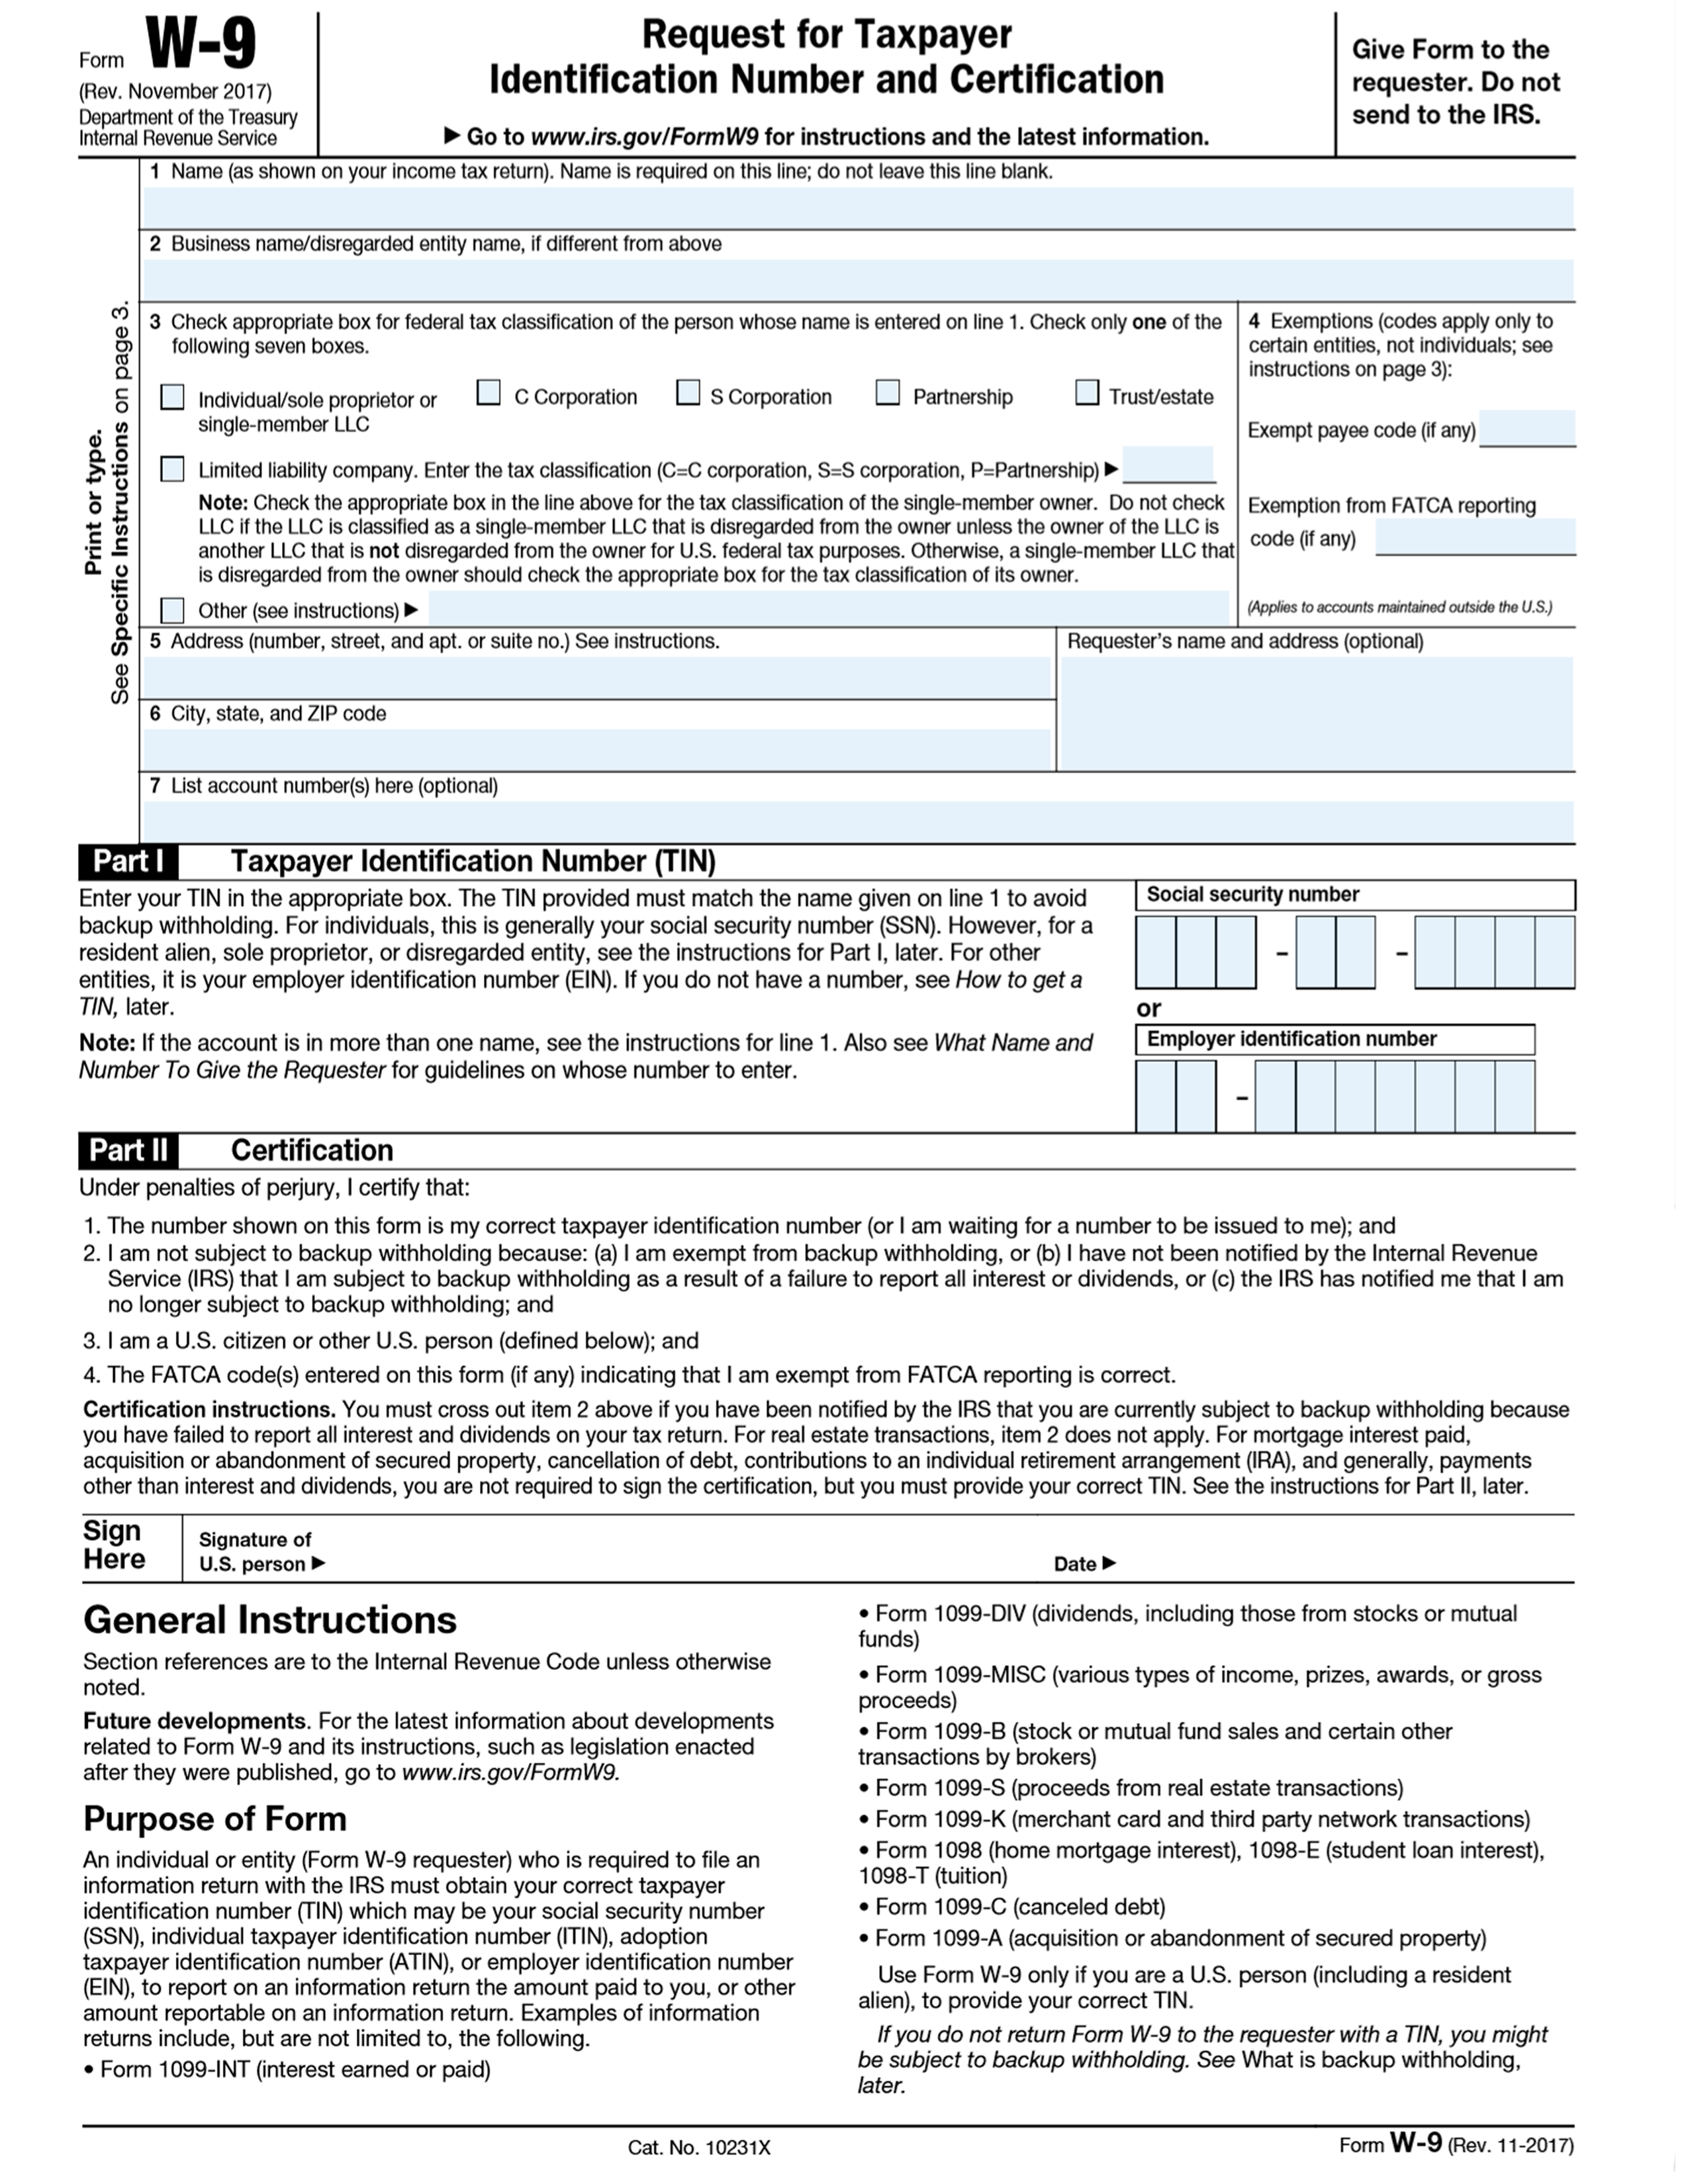 Form W-9
(Rev. November 2017)
Department of the Treasury
Internal Revenue Service
Request for Taxpayer
Identification Number and Certification
▶ Go to www.irs.gov/FormW9 for instructions and the latest information.
Give Form to the
requester. Do not
send to the IRS.
Print or type.
See Specific Instructions on page 3.
1 Name (as shown on your income tax return). Name is required on this line; do not leave this line blank.
2 Business name/disregarded entity name, if different from above
3 Check appropriate box for federal tax classification of the person whose name is entered on line 1. Check only one of the
following seven boxes.
Individual/sole proprietor or
single-member LLC
C Corporation
S Corporation
Partnership
Trust/estate
Limited liability company. Enter the tax classification (C=C corporation, S=S corporation, P=Partnership) ▶
Note: Check the appropriate box in the line above for the tax classification of the single-member owner. Do not check
LLC if the LLC is classified as a single-member LLC that is disregarded from the owner unless the owner of the LLC is
another LLC that is not disregarded from the owner for U.S. federal tax purposes. Otherwise, a single-member LLC that
is disregarded from the owner should check the appropriate box for the tax classification of its owner.
Other (see instructions) ▶
4 Exemptions (codes apply only to
certain entities, not individuals; see
instructions on page 3):
Exempt payee code (if any)
Exemption from FATCA reporting
code (if any)
(Applies to accounts maintained outside the U.S.)
5 Address (number, street, and apt. or suite no.) See instructions.
Requester's name and address (optional)
6 City, state, and ZIP code
7 List account number(s) here (optional)
Part I Taxpayer Identification Number (TIN)
Enter your TIN in the appropriate box. The TIN provided must match the name given on line 1 to avoid
backup withholding. For individuals, this is generally your social security number (SSN). However, for a
resident alien, sole proprietor, or disregarded entity, see the instructions for Part I, later. For other
entities, it is your employer identification number (EIN). If you do not have a number, see How to get a
TIN, later.
Note: If the account is in more than one name, see the instructions for line 1. Also see What Name and
Number To Give the Requester for guidelines on whose number to enter.
Social security number
– –
or
Employer identification number
–
Part II Certification
Under penalties of perjury, I certify that:
1. The number shown on this form is my correct taxpayer identification number (or I am waiting for a number to be issued to me); and
2. I am not subject to backup withholding because: (a) I am exempt from backup withholding, or (b) I have not been notified by the Internal Revenue
Service (IRS) that I am subject to backup withholding as a result of a failure to report all interest or dividends, or (c) the IRS has notified me that I am
no longer subject to backup withholding; and
3. I am a U.S. citizen or other U.S. person (defined below); and
4. The FATCA code(s) entered on this form (if any) indicating that I am exempt from FATCA reporting is correct.
Certification instructions. You must cross out item 2 above if you have been notified by the IRS that you are currently subject to backup withholding because
you have failed to report all interest and dividends on your tax return. For real estate transactions, item 2 does not apply. For mortgage interest paid,
acquisition or abandonment of secured property, cancellation of debt, contributions to an individual retirement arrangement (IRA), and generally, payments
other than interest and dividends, you are not required to sign the certification, but you must provide your correct TIN. See the instructions for Part II, later.
Sign
Here
Signature of
U.S. person ▶
Date ▶
General Instructions
Section references are to the Internal Revenue Code unless otherwise
noted.
Future developments. For the latest information about developments
related to Form W-9 and its instructions, such as legislation enacted
after they were published, go to www.irs.gov/FormW9.
Purpose of Form
An individual or entity (Form W-9 requester) who is required to file an
information return with the IRS must obtain your correct taxpayer
identification number (TIN) which may be your social security number
(SSN), individual taxpayer identification number (ITIN), adoption
taxpayer identification number (ATIN), or employer identification number
(EIN), to report on an information return the amount paid to you, or other
amount reportable on an information return. Examples of information
returns include, but are not limited to, the following.
• Form 1099-INT (interest earned or paid)
• Form 1099-DIV (dividends, including those from stocks or mutual
funds)
• Form 1099-MISC (various types of income, prizes, awards, or gross
proceeds)
• Form 1099-B (stock or mutual fund sales and certain other
transactions by brokers)
• Form 1099-S (proceeds from real estate transactions)
• Form 1099-K (merchant card and third party network transactions)
• Form 1098 (home mortgage interest), 1098-E (student loan interest),
1098-T (tuition)
• Form 1099-C (canceled debt)
• Form 1099-A (acquisition or abandonment of secured property)
Use Form W-9 only if you are a U.S. person (including a resident
alien), to provide your correct TIN.
If you do not return Form W-9 to the requester with a TIN, you might
be subject to backup withholding. See What is backup withholding,
later.
Cat. No. 10231X
Form W-9 (Rev. 11-2017)